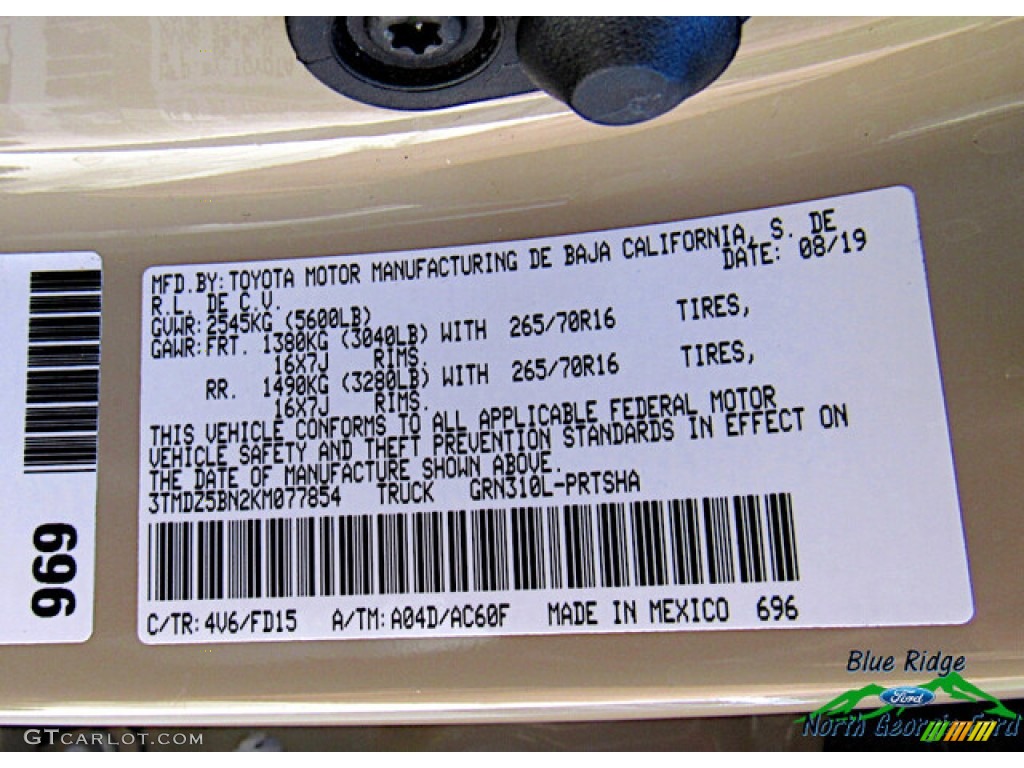 MFD.BY: TOYOTA MOTOR MANUFACTURING DE BAJA CALIFORNIA, S. DE
R.L. DE C.V. DATE: 08/19
GVWR: 2545KG (5600LB)
GAWR: FRT. 1380KG (3040LB) WITH 265/70R16 TIRES,
16X7J RIMS.
RR. 1490KG (3280LB) WITH 265/70R16 TIRES,
16X7J RIMS.
THIS VEHICLE CONFORMS TO ALL APPLICABLE FEDERAL MOTOR
VEHICLE SAFETY AND THEFT PREVENTION STANDARDS IN EFFECT ON
THE DATE OF MANUFACTURE SHOWN ABOVE.
3TMDZ5BN2KM077854 TRUCK GRN310L-PRTSHA
C/TR: 4V6/FD15 A/TM: A04D/AC60F MADE IN MEXICO 696
696
Blue Ridge
Ford
North Georgia Ford
GTcarlot.com